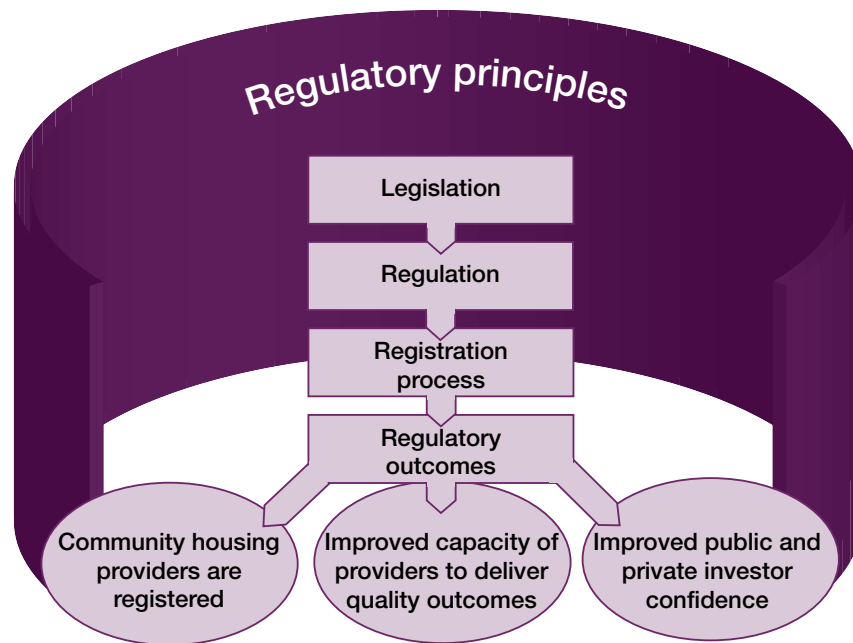 Regulatory principles
Legislation
Regulation
Registration
process
Regulatory
outcomes
Community housing
providers are
registered
Improved capacity of
providers to deliver
quality outcomes
Improved public and
private investor
confidence